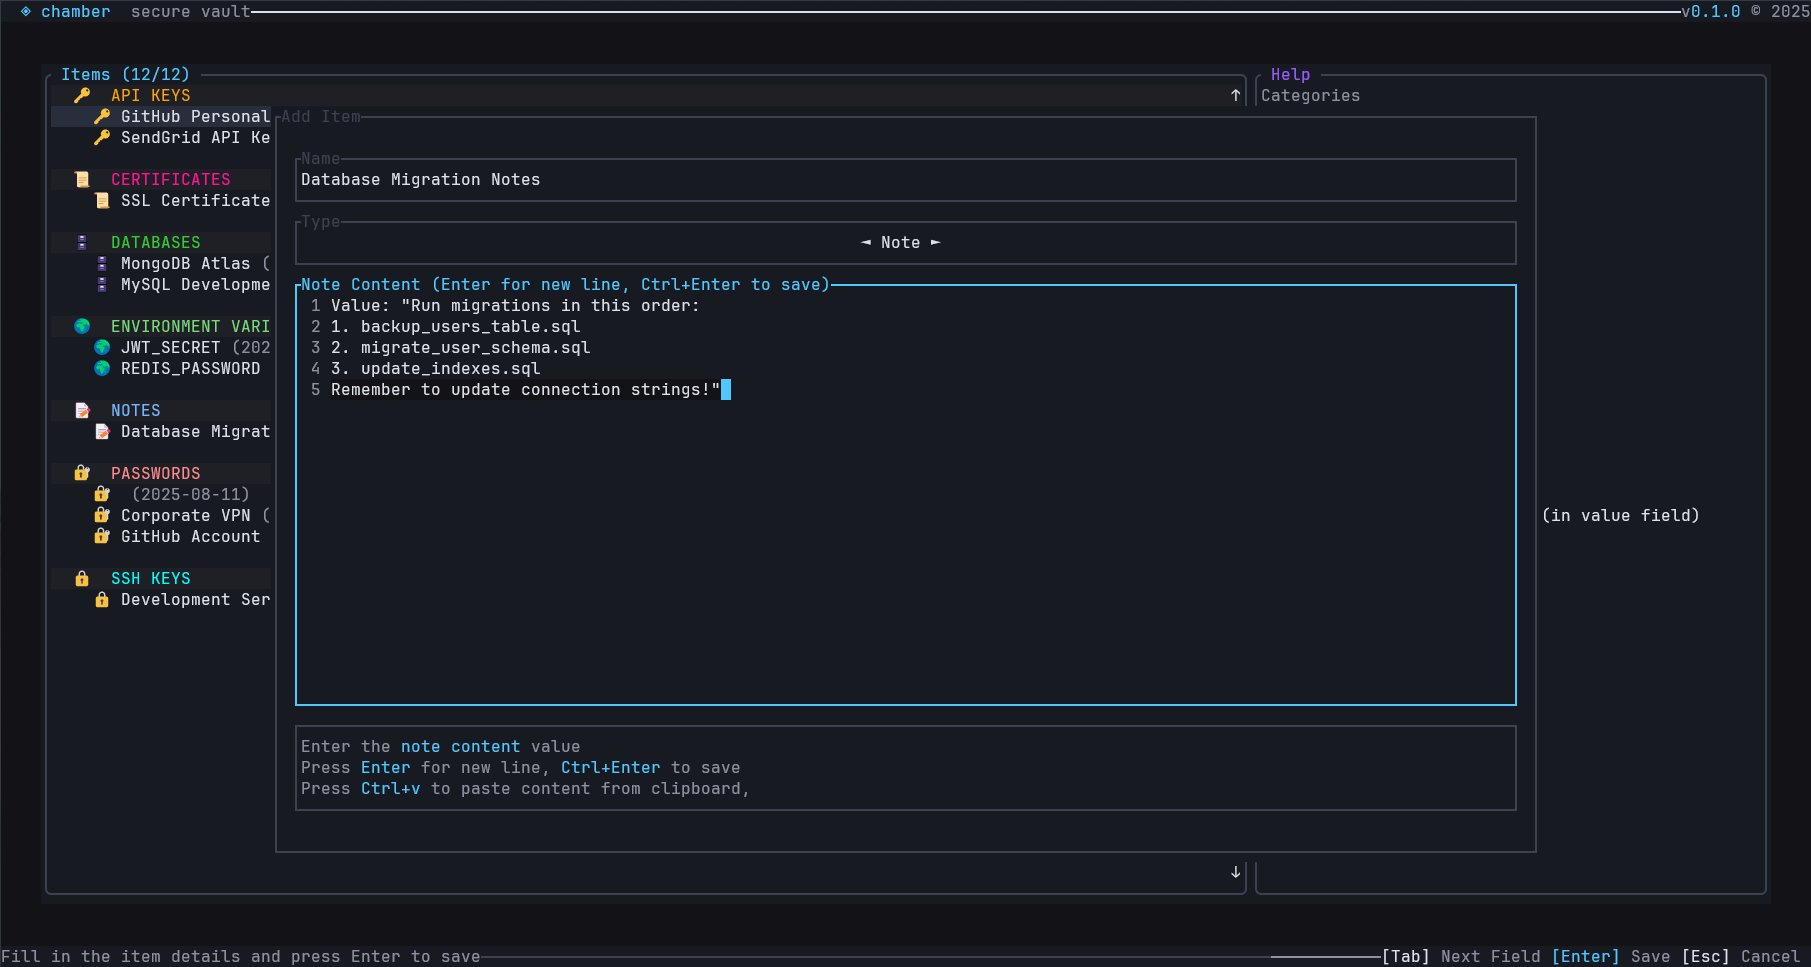 ◈ chamber secure vault v0.1.0 © 2025
Items (12/12)
API KEYS ↑
GitHub Personal
SendGrid API Ke
CERTIFICATES
SSL Certificate
DATABASES
MongoDB Atlas (
MySQL Developme
ENVIRONMENT VARI
JWT_SECRET (202
REDIS_PASSWORD
NOTES
Database Migrat
PASSWORDS
(2025-08-11)
Corporate VPN (
GitHub Account
SSH KEYS
Development Ser
Add Item
Name
Database Migration Notes
Type
◄ Note ►
Note Content (Enter for new line, Ctrl+Enter to save)
1 Value: "Run migrations in this order:
2 1. backup_users_table.sql
3 2. migrate_user_schema.sql
4 3. update_indexes.sql
5 Remember to update connection strings!"
Enter the note content value
Press Enter for new line, Ctrl+Enter to save
Press Ctrl+v to paste content from clipboard,
↓
Help
Categories
(in value field)
Fill in the item details and press Enter to save [Tab] Next Field [Enter] Save [Esc] Cancel